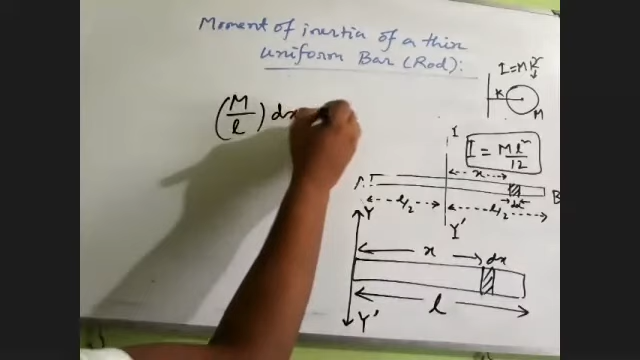 Moment of inertia of a thin
uniform Bar (Rod):
I = MK²
K
M
(M/l) dx
I = Ml²/12
x
B
dx
l/2
l/2
Y
Y'
x
dx
l
Y'